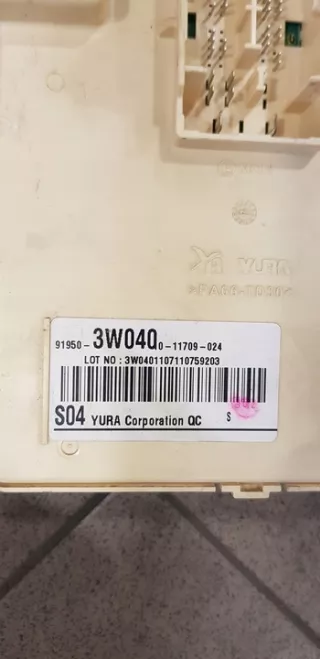 YURA
91950- 3W040 0-11709-024
LOT NO : 3W0401107110759203
S04 YURA Corporation QC S